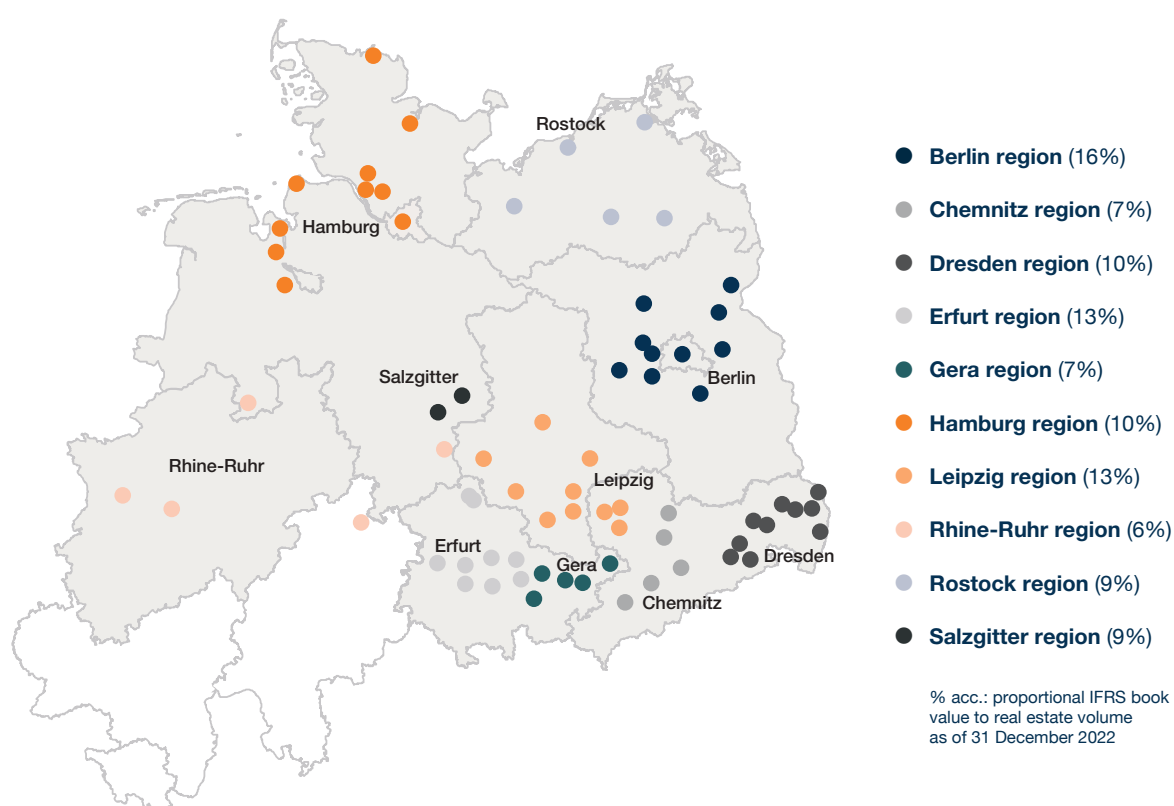 Rostock
Hamburg
Salzgitter
Berlin
Rhine-Ruhr
Leipzig
Erfurt
Gera
Dresden
Chemnitz
Berlin region (16%)
Chemnitz region (7%)
Dresden region (10%)
Erfurt region (13%)
Gera region (7%)
Hamburg region (10%)
Leipzig region (13%)
Rhine-Ruhr region (6%)
Rostock region (9%)
Salzgitter region (9%)
% acc.: proportional IFRS book
value to real estate volume
as of 31 December 2022